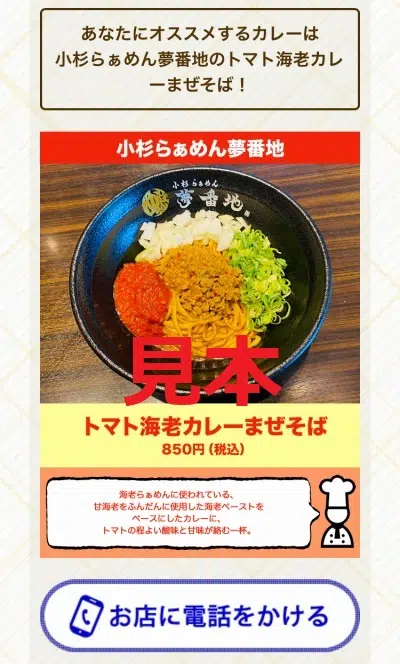 あなたにオススメするカレーは
小杉らぁめん夢番地のトマト海老カレ
ーまぜそば！
小杉らぁめん夢番地
小杉らぁめん
夢番地
見本
トマト海老カレーまぜそば
850円（税込）
海老らぁめんに使われている、
甘海老をふんだんに使用した海老ペーストを
ベースにしたカレーに、
トマトの程よい酸味と甘味が絡む一杯。
お店に電話をかける